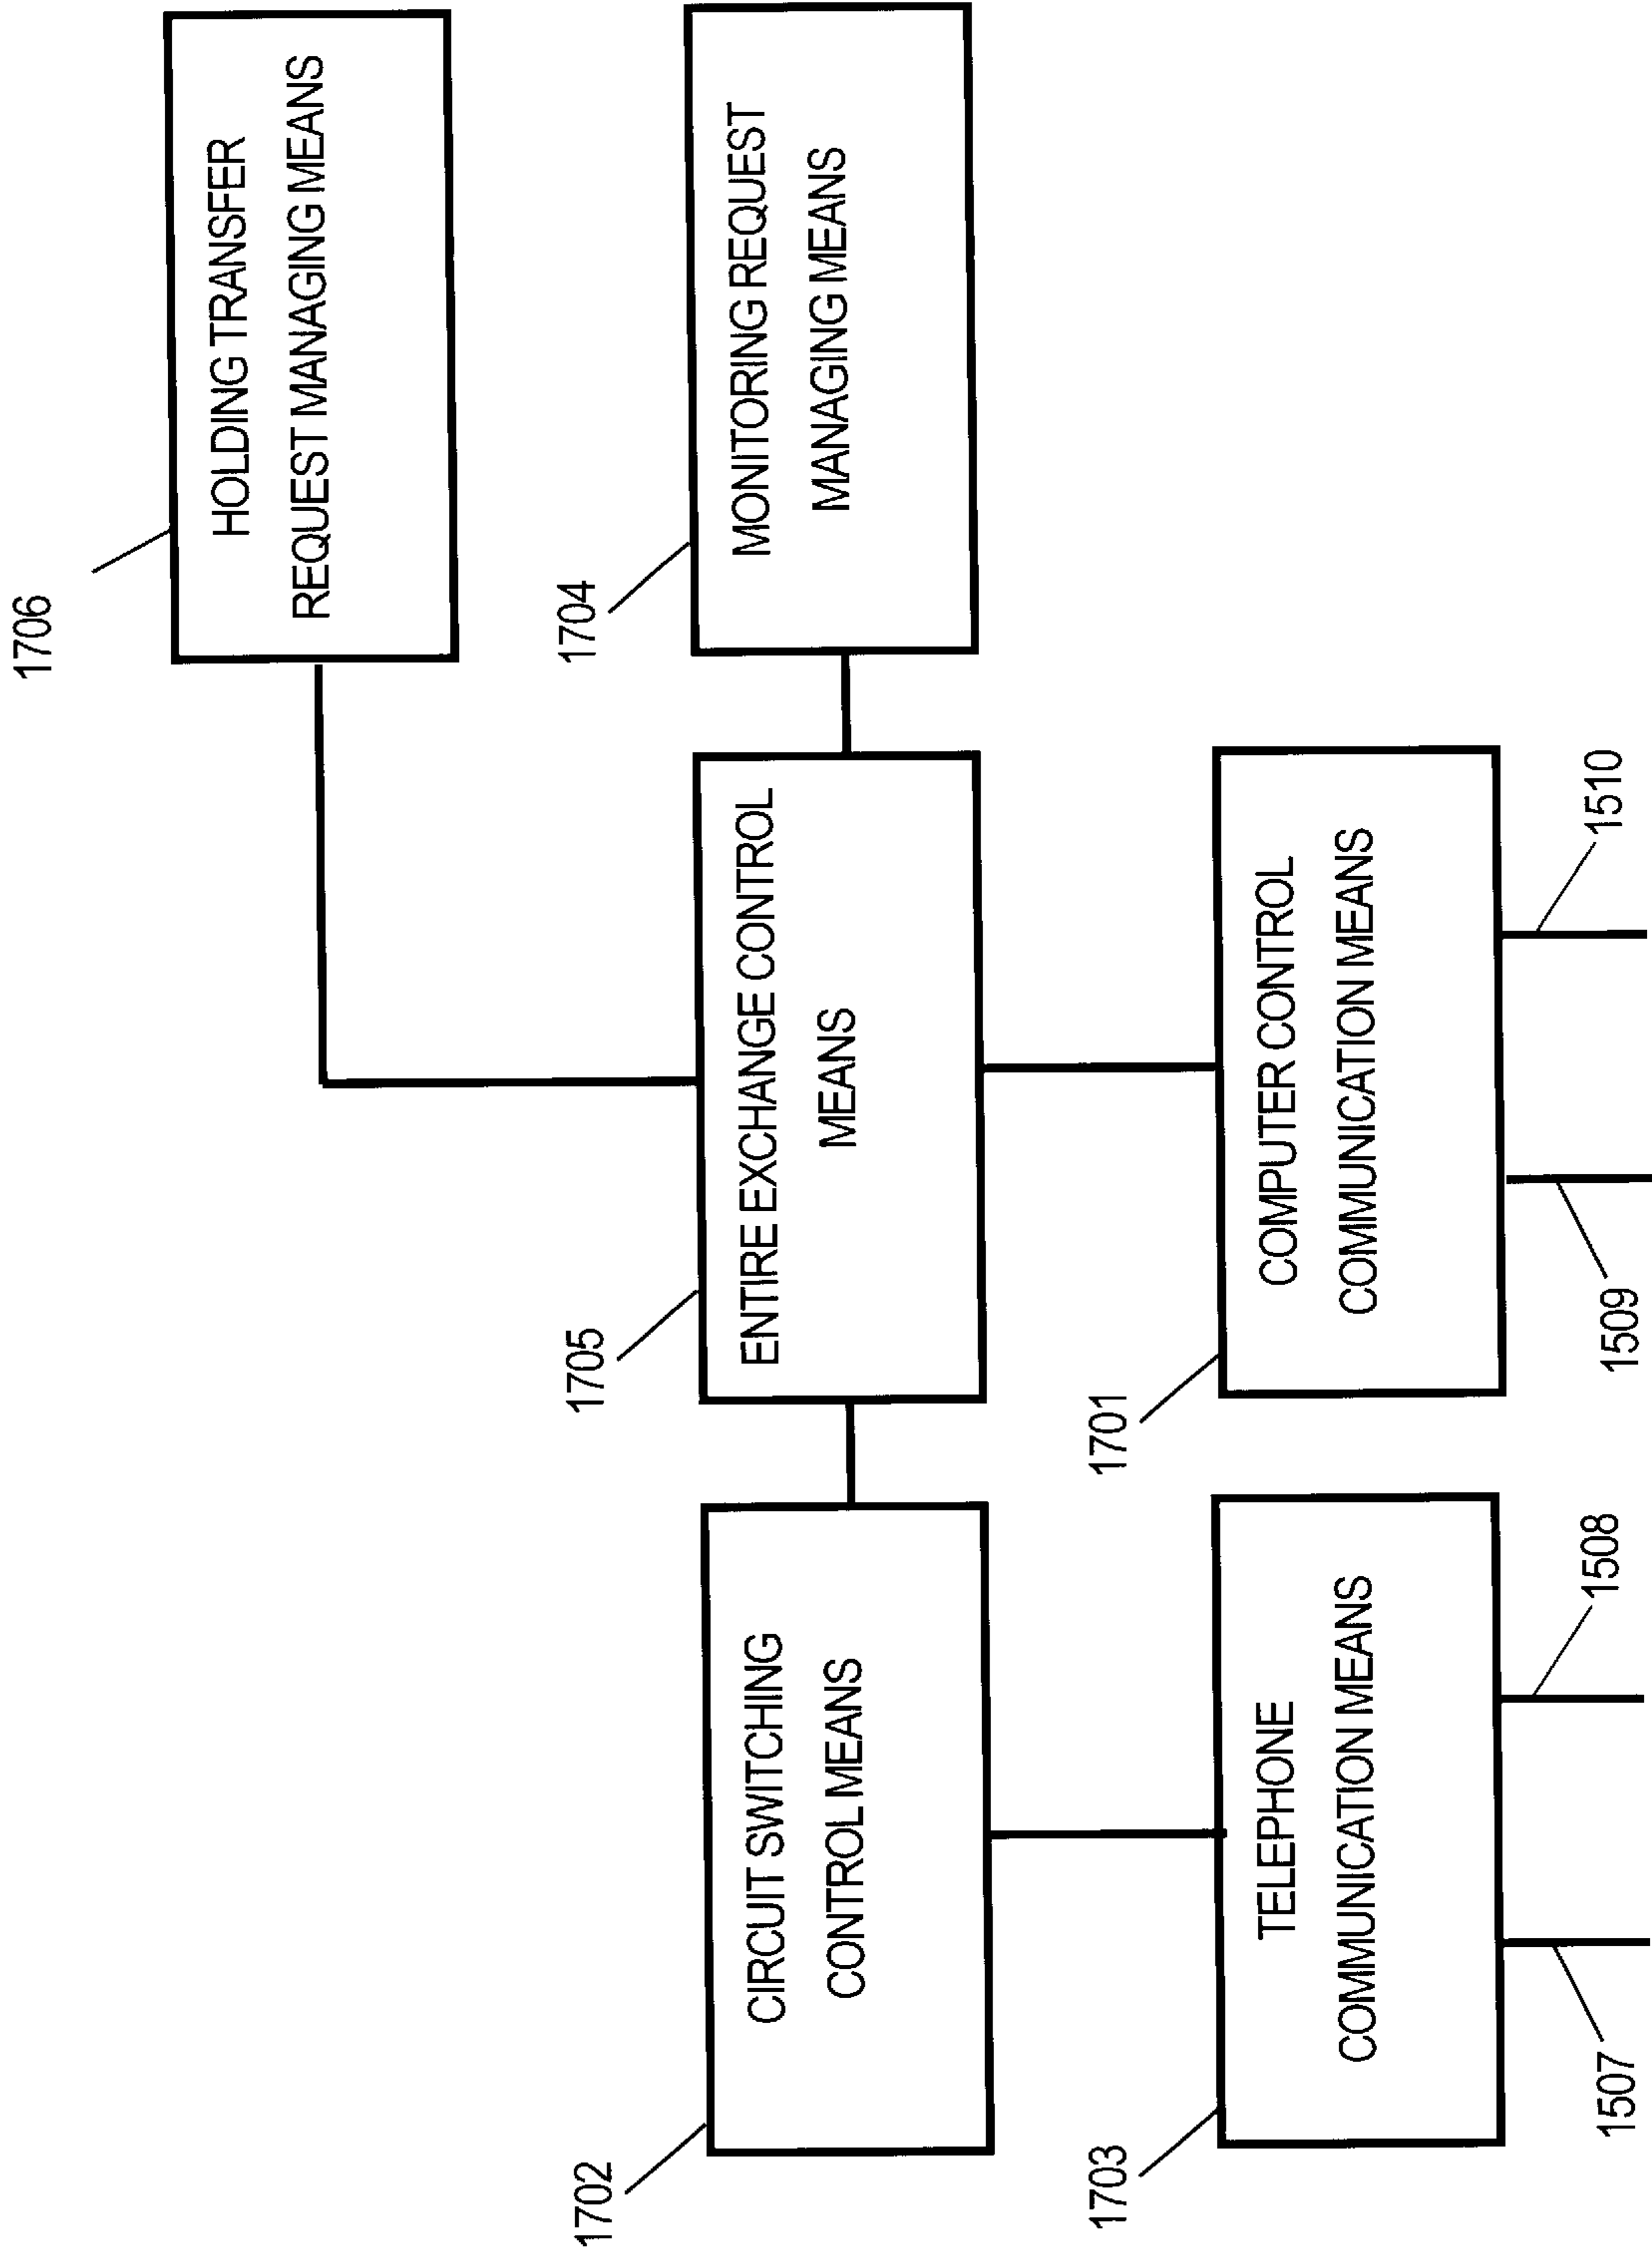 1706
HOLDING TRANSFER
REQUEST MANAGING MEANS
1702
CIRCUIT SWITCHING
CONTROL MEANS
1705
ENTIRE EXCHANGE CONTROL
MEANS
1704
MONITORING REQUEST
MANAGING MEANS
1703
TELEPHONE
COMMUNICATION MEANS
1701
COMPUTER CONTROL
COMMUNICATION MEANS
1507
1508
1509
1510